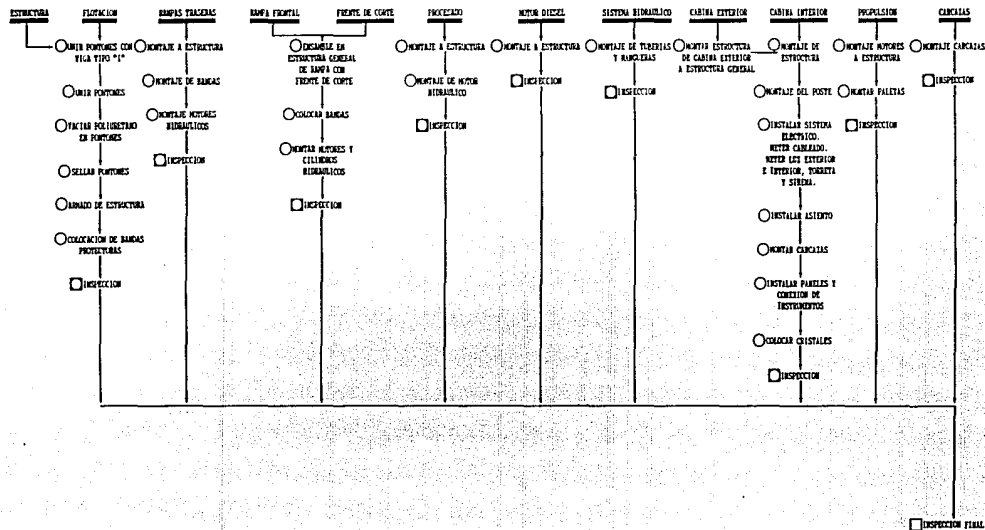 ESTRUCTURA
FLOTACION
RAMPAS TRASERAS
RAMPA FRONTAL
FRENTE DE CORTE
PROCESADO
MOTOR DIESEL
SISTEMA HIDRAULICO
CABINA EXTERIOR
CABINA INTERIOR
PROPULSION
CARCAZAS
UNIR PONTONES CON
VIGA TIPO "I"
UNIR PONTONES
VACIAR POLIURETANO
EN PONTONES
SELLAR PONTONES
ARMADO DE ESTRUCTURA
COLOCACION DE BANDAS
PROTECTORAS
INSPECCION
MONTAJE A ESTRUCTURA
MONTAJE DE BANDAS
MONTAJE MOTORES
HIDRAULICOS
INSPECCION
ENSAMBLE EN
ESTRUCTURA GENERAL
DE RAMPA CON
FRENTE DE CORTE
COLOCAR BANDAS
MONTAR MOTORES Y
CILINDROS
HIDRAULICOS
INSPECCION
MONTAJE A ESTRUCTURA
MONTAJE DE MOTOR
HIDRAULICO
INSPECCION
MONTAJE A ESTRUCTURA
INSPECCION
MONTAJE DE TUBERIAS
Y MANGUERAS
INSPECCION
MONTAR ESTRUCTURA
DE CABINA EXTERIOR
A ESTRUCTURA GENERAL
MONTAJE DE
ESTRUCTURA
MONTAJE DEL POSTE
INSTALAR SISTEMA
ELECTRICO.
METER CABLEADO.
METER LUZ EXTERIOR
E INTERIOR, TORRETA
Y SIRENA.
INSTALAR ASIENTO
MONTAR CARCAZAS
INSTALAR PANELES Y
CONEXION DE
INSTRUMENTOS
COLOCAR CRISTALES
INSPECCION
MONTAJE MOTORES
A ESTRUCTURA
MONTAR PALETAS
INSPECCION
MONTAJE CARCAZAS
INSPECCION
INSPECCION FINAL